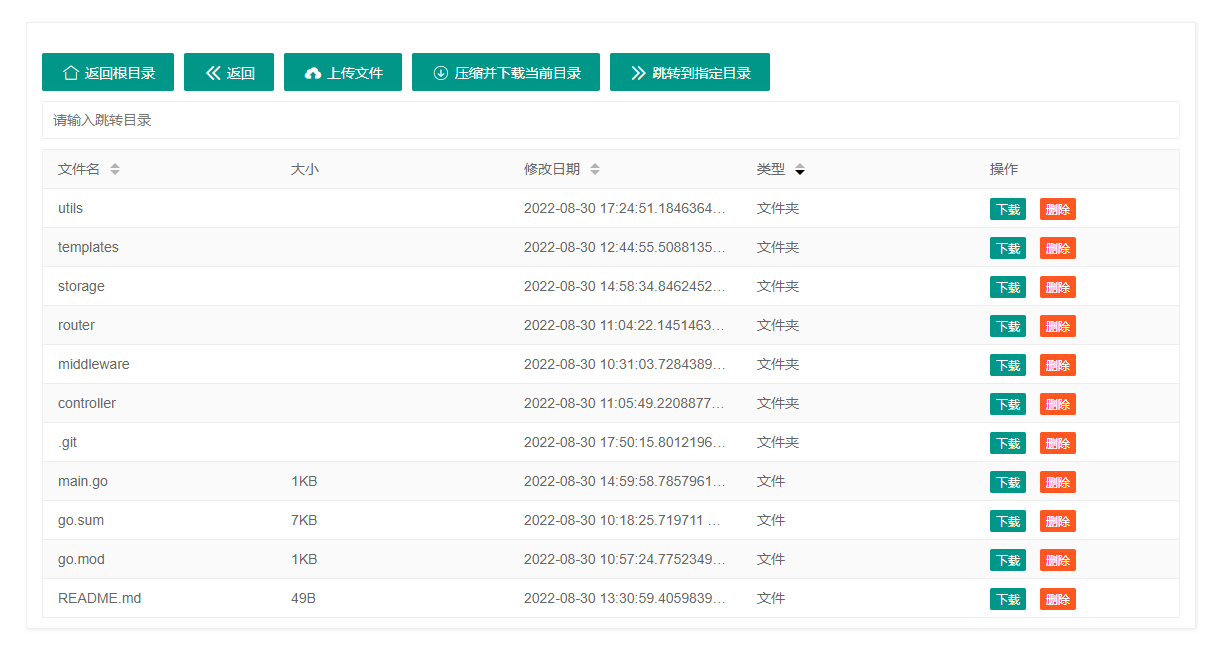 返回根目录 返回 上传文件 压缩并下载当前目录 跳转到指定目录
请输入跳转目录
文件名 大小 修改日期 类型 操作
utils 2022-08-30 17:24:51.1846364... 文件夹 下载 删除
templates 2022-08-30 12:44:55.5088135... 文件夹 下载 删除
storage 2022-08-30 14:58:34.8462452... 文件夹 下载 删除
router 2022-08-30 11:04:22.1451463... 文件夹 下载 删除
middleware 2022-08-30 10:31:03.7284389... 文件夹 下载 删除
controller 2022-08-30 11:05:49.2208877... 文件夹 下载 删除
.git 2022-08-30 17:50:15.8012196... 文件夹 下载 删除
main.go 1KB 2022-08-30 14:59:58.7857961... 文件 下载 删除
go.sum 7KB 2022-08-30 10:18:25.719711 ... 文件 下载 删除
go.mod 1KB 2022-08-30 10:57:24.7752349... 文件 下载 删除
README.md 49B 2022-08-30 13:30:59.4059839... 文件 下载 删除